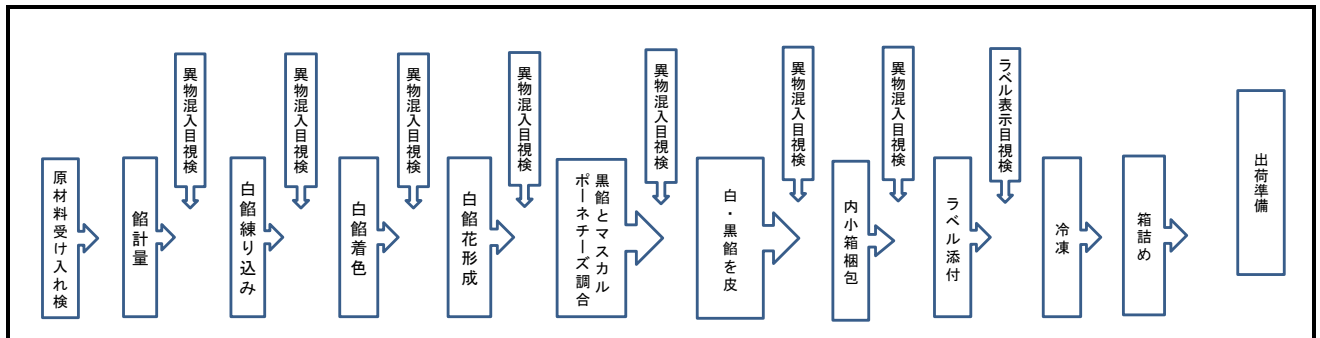 原材料受け入れ検
餡計量
異物混入目視検
白餡練り込み
異物混入目視検
白餡着色
異物混入目視検
白餡花形成
異物混入目視検
黒餡とマスカル
ポーネチーズ調合
異物混入目視検
白・黒餡を皮
異物混入目視検
内小箱梱包
異物混入目視検
ラベル添付
ラベル表示目視検
冷凍
箱詰め
出荷準備